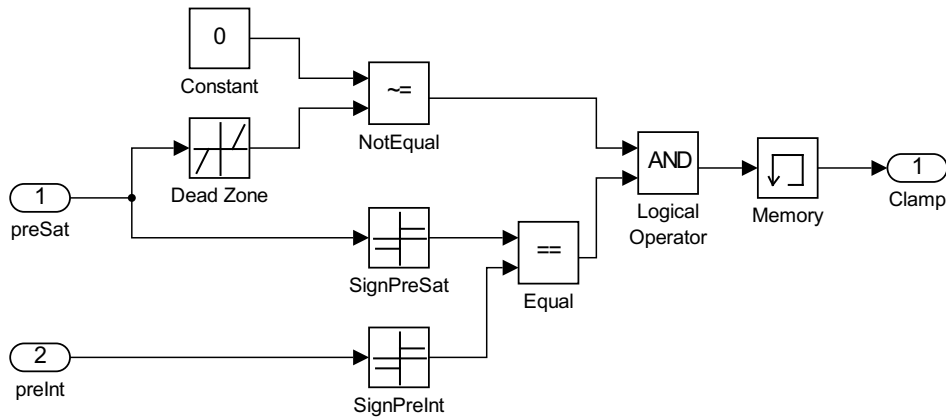 0
Constant
~=
NotEqual
Dead Zone
1
preSat
AND
Logical
Operator
Memory
1
Clamp
SignPreSat
==
Equal
2
preInt
SignPreInt